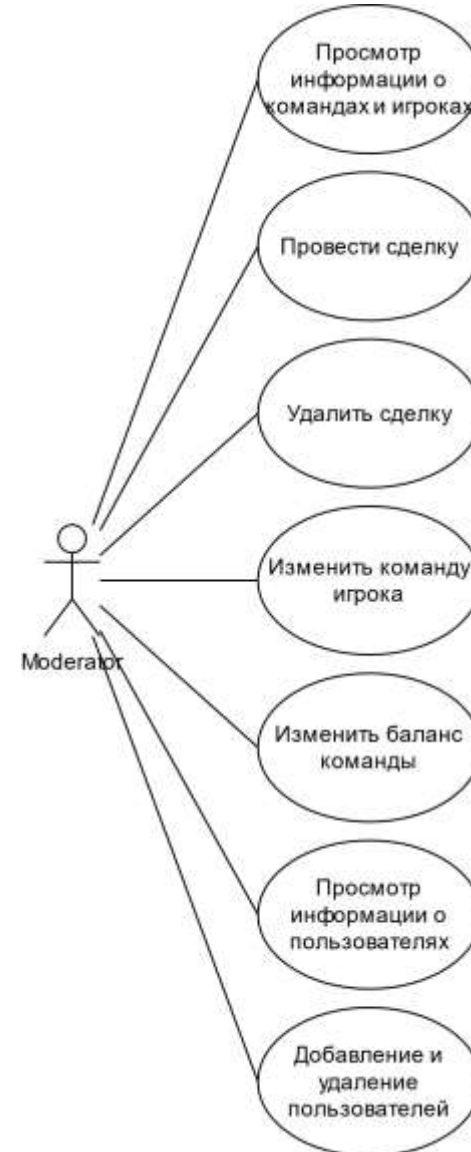 Просмотр
информации о
командах и игроках
Провести сделку
Удалить сделку
Изменить команду
игрока
Moderator
Изменить баланс
команды
Просмотр
информации о
пользователях
Добавление и
удаление
пользователей